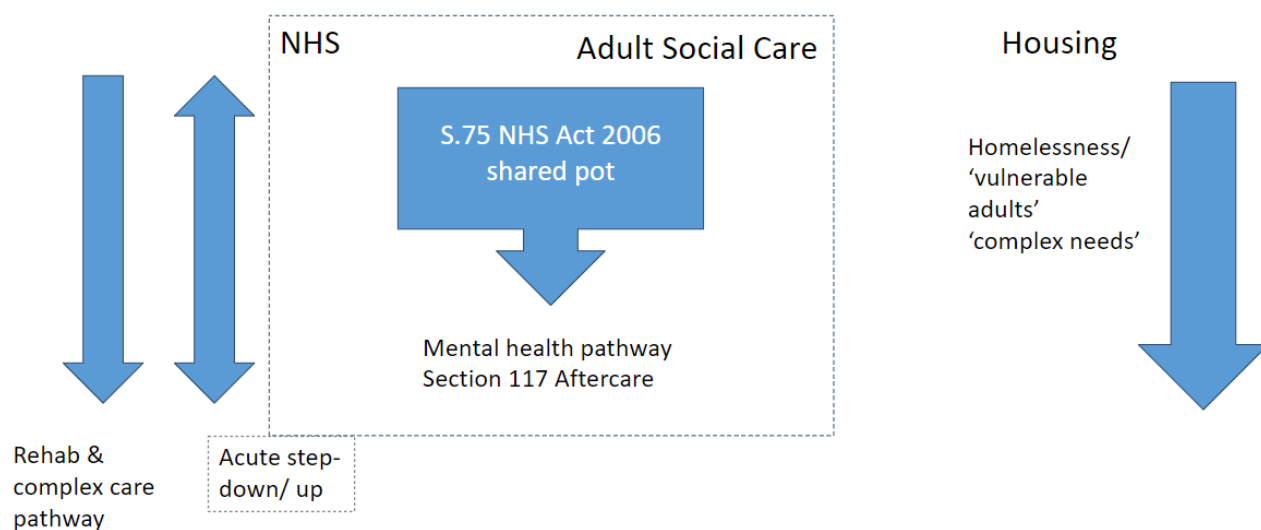 NHS
Adult Social Care
Housing
S.75 NHS Act 2006
shared pot
Homelessness/
‘vulnerable
adults’
‘complex needs’
Mental health pathway
Section 117 Aftercare
Rehab &
complex care
pathway
Acute step-
down/ up